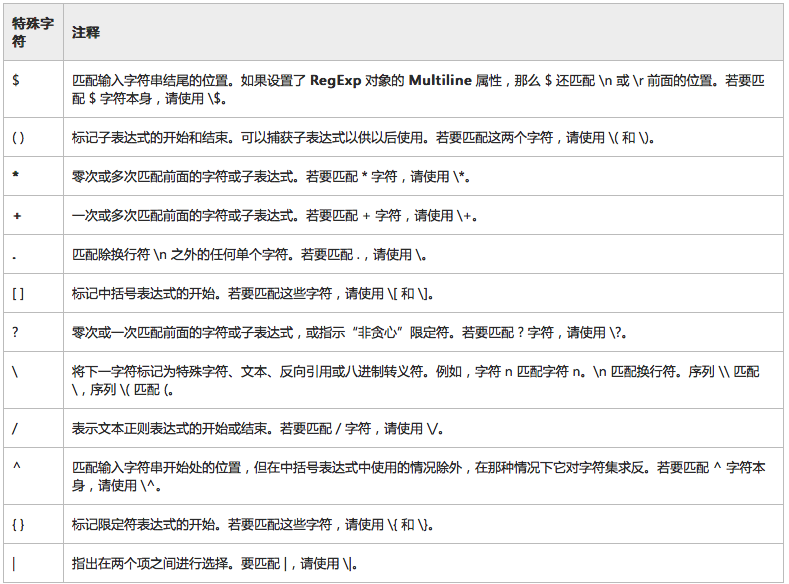 特殊字
符
注释
$
匹配输入字符串结尾的位置。如果设置了 RegExp 对象的 Multiline 属性，那么 $ 还匹配 \n 或 \r 前面的位置。若要匹
配 $ 字符本身，请使用 \$。
( )
标记子表达式的开始和结束。可以捕获子表达式以供以后使用。若要匹配这两个字符，请使用 \( 和 \)。
*
零次或多次匹配前面的字符或子表达式。若要匹配 * 字符，请使用 \*。
+
一次或多次匹配前面的字符或子表达式。若要匹配 + 字符，请使用 \+。
.
匹配除换行符 \n 之外的任何单个字符。若要匹配 .，请使用 \。
[ ]
标记中括号表达式的开始。若要匹配这些字符，请使用 \[ 和 \]。
?
零次或一次匹配前面的字符或子表达式，或指示“非贪心”限定符。若要匹配 ? 字符，请使用 \?。
\
将下一字符标记为特殊字符、文本、反向引用或八进制转义符。例如，字符 n 匹配字符 n。\n 匹配换行符。序列 \\ 匹配
\，序列 \( 匹配 (。
/
表示文本正则表达式的开始或结束。若要匹配 / 字符，请使用 \/。
^
匹配输入字符串开始处的位置，但在中括号表达式中使用的情况除外，在那种情况下它对字符集求反。若要匹配 ^ 字符本
身，请使用 \^。
{ }
标记限定符表达式的开始。若要匹配这些字符，请使用 \{ 和 \}。
|
指出在两个项之间进行选择。要匹配 |，请使用 \|。